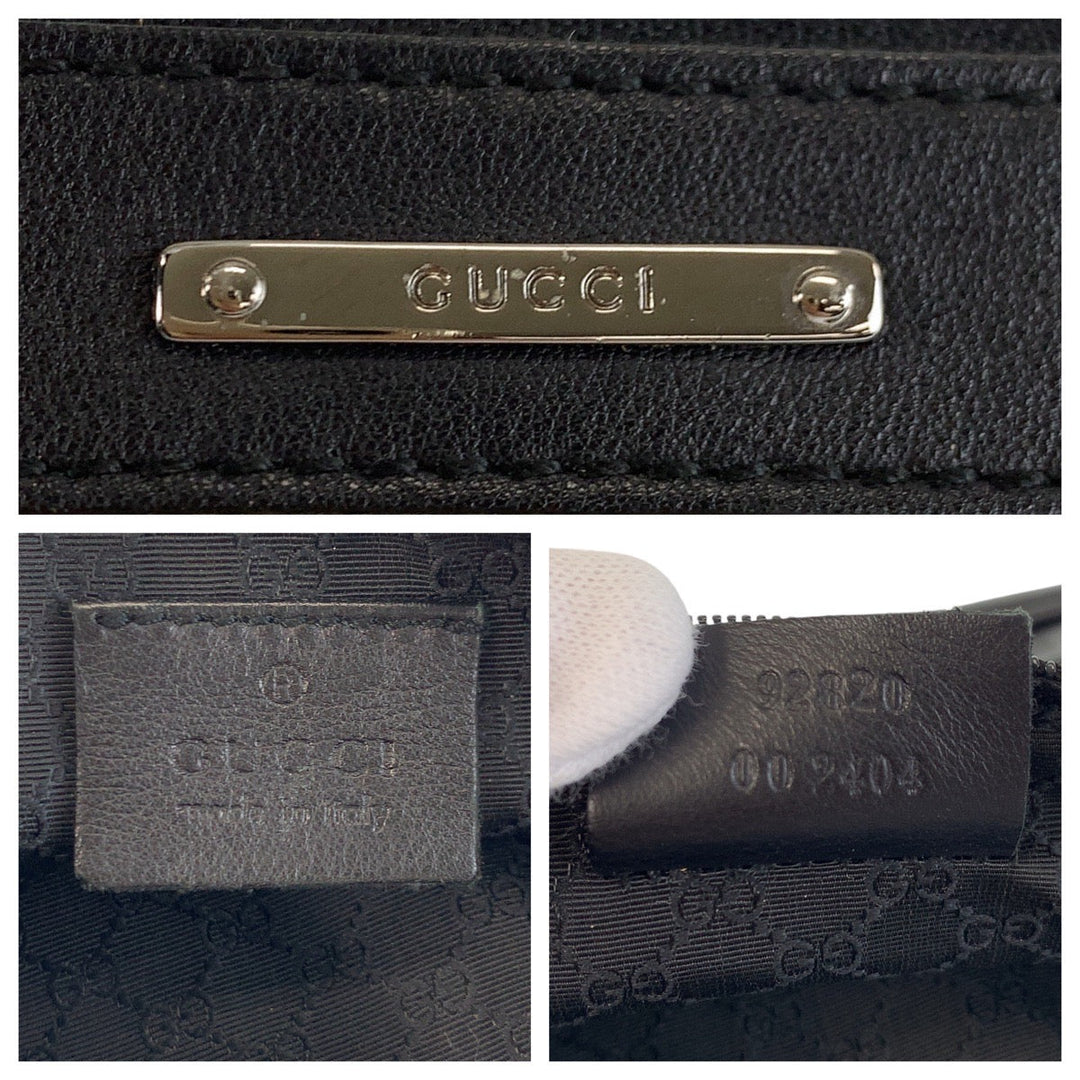 GUCCI
®
GUCCI
made in italy
92820
002404